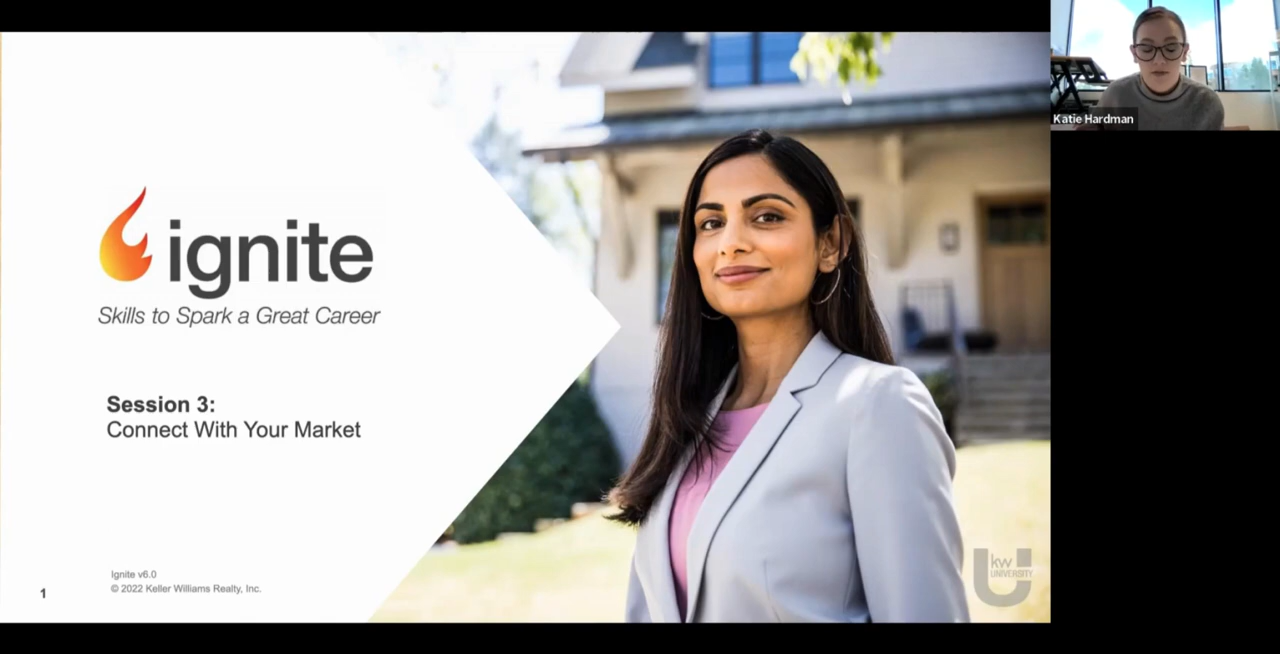 ignite
Skills to Spark a Great Career
Session 3:
Connect With Your Market
Ignite v6.0
© 2022 Keller Williams Realty, Inc.
1
kw
UNIVERSITY
Katie Hardman